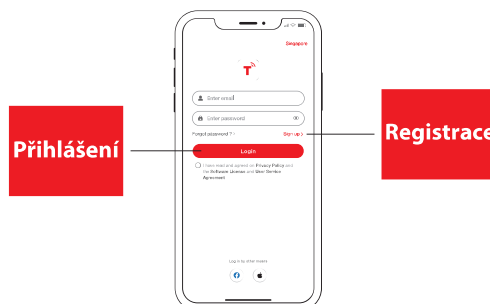 Singapore
T
Enter email
Enter password
Forgot password ?
Sign up >
Přihlášení
Login
Registrace
I have read and agreed on Privacy Policy and
the Software License and User Service
Agreement
Log in by other means